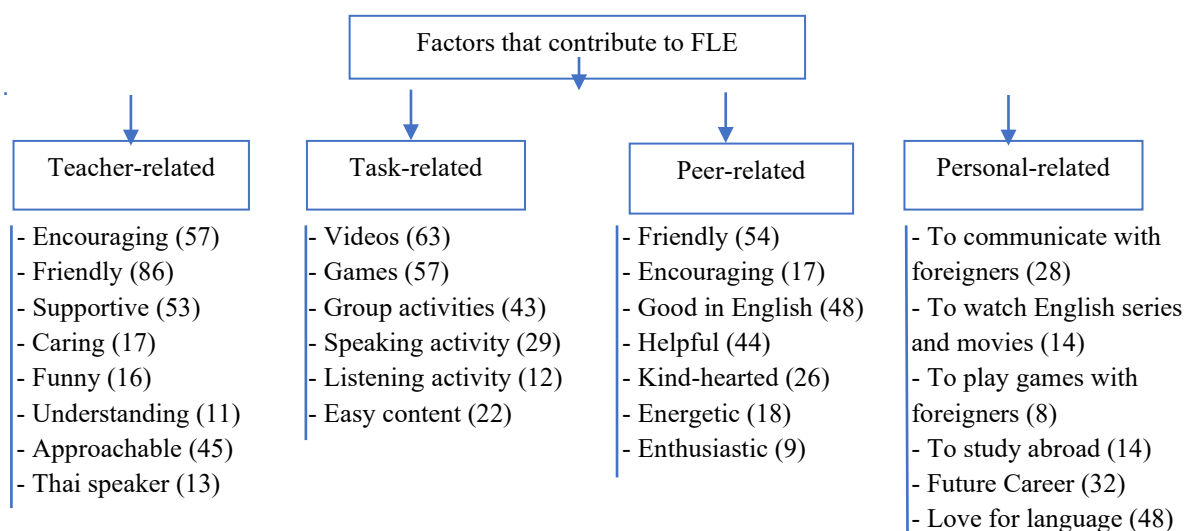 Factors that contribute to FLE
Teacher-related
- Encouraging (57)
- Friendly (86)
- Supportive (53)
- Caring (17)
- Funny (16)
- Understanding (11)
- Approachable (45)
- Thai speaker (13)
Task-related
- Videos (63)
- Games (57)
- Group activities (43)
- Speaking activity (29)
- Listening activity (12)
- Easy content (22)
Peer-related
- Friendly (54)
- Encouraging (17)
- Good in English (48)
- Helpful (44)
- Kind-hearted (26)
- Energetic (18)
- Enthusiastic (9)
Personal-related
- To communicate with
foreigners (28)
- To watch English series
and movies (14)
- To play games with
foreigners (8)
- To study abroad (14)
- Future Career (32)
- Love for language (48)